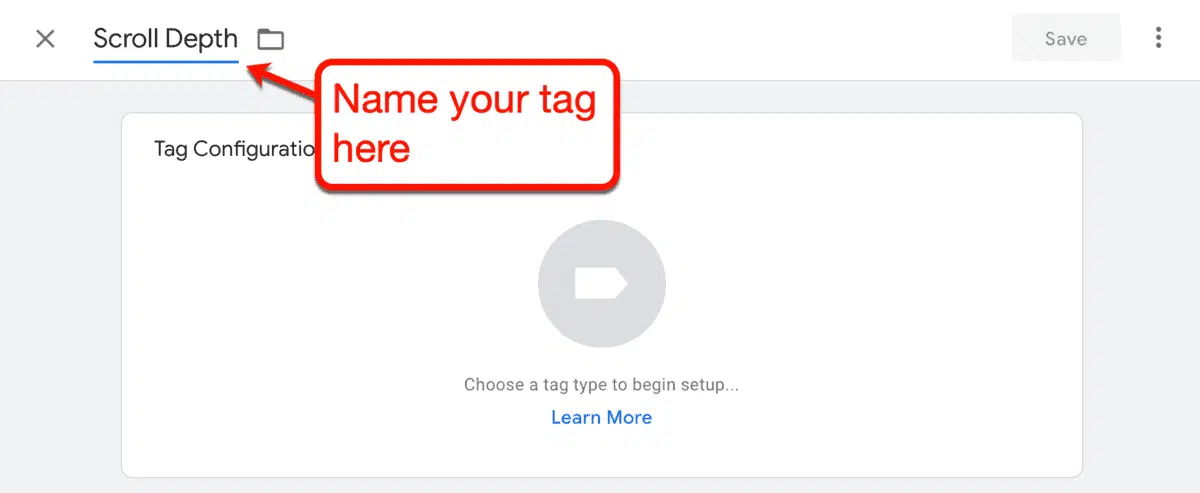 Scroll Depth
Save
Name your tag
here
Tag Configuratio
Choose a tag type to begin setup...
Learn More